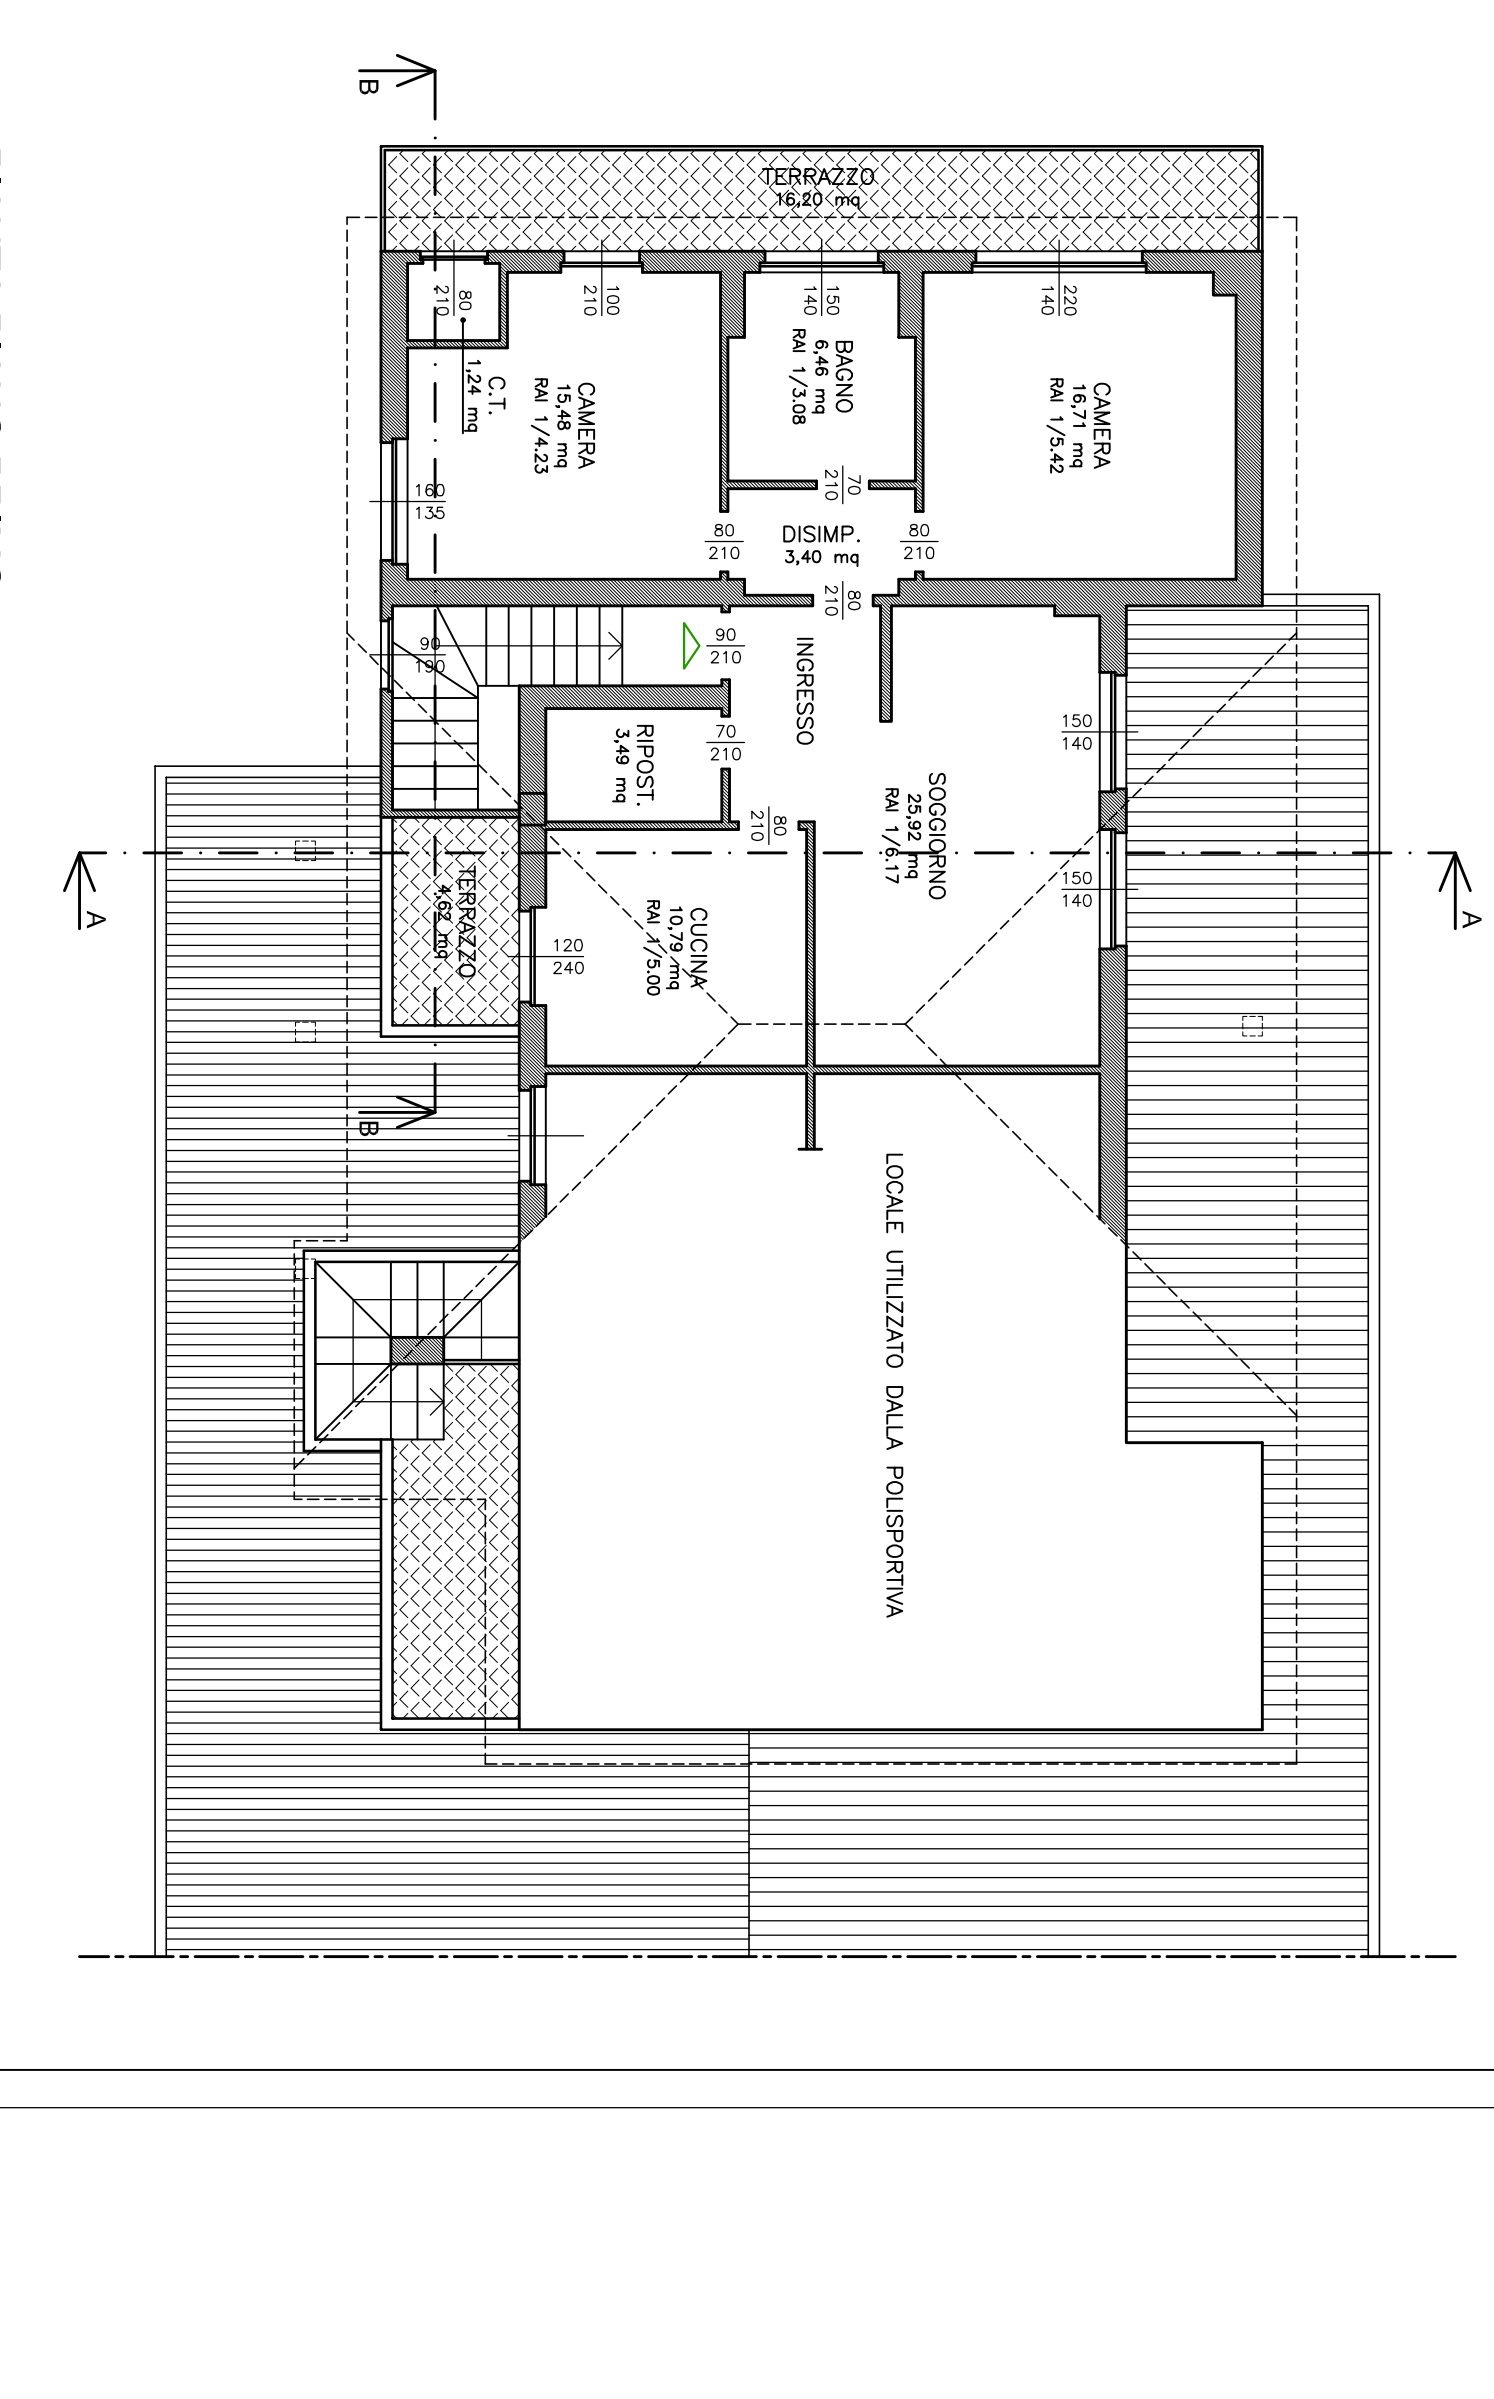 B
TERRAZZO
16,20 mq
80
210
100
210
150
140
220
140
C.T.
1,24 mq
CAMERA
15,48 mq
RAI 1/4.23
BAGNO
6,46 mq
RAI 1/3.08
CAMERA
16,71 mq
RAI 1/5.42
160
135
70
210
80
210
DISIMP.
3,40 mq
80
210
80
210
90
190
90
210
INGRESSO
RIPOST.
3,49 mq
70
210
150
140
SOGGIORNO
25,92 mq
RAI 1/6.17
80
210
150
140
A
A
TERRAZZO
4,62 mq
120
240
CUCINA
10,79 mq
RAI 1/5.00
B
LOCALE UTILIZZATO DALLA POLISPORTIVA